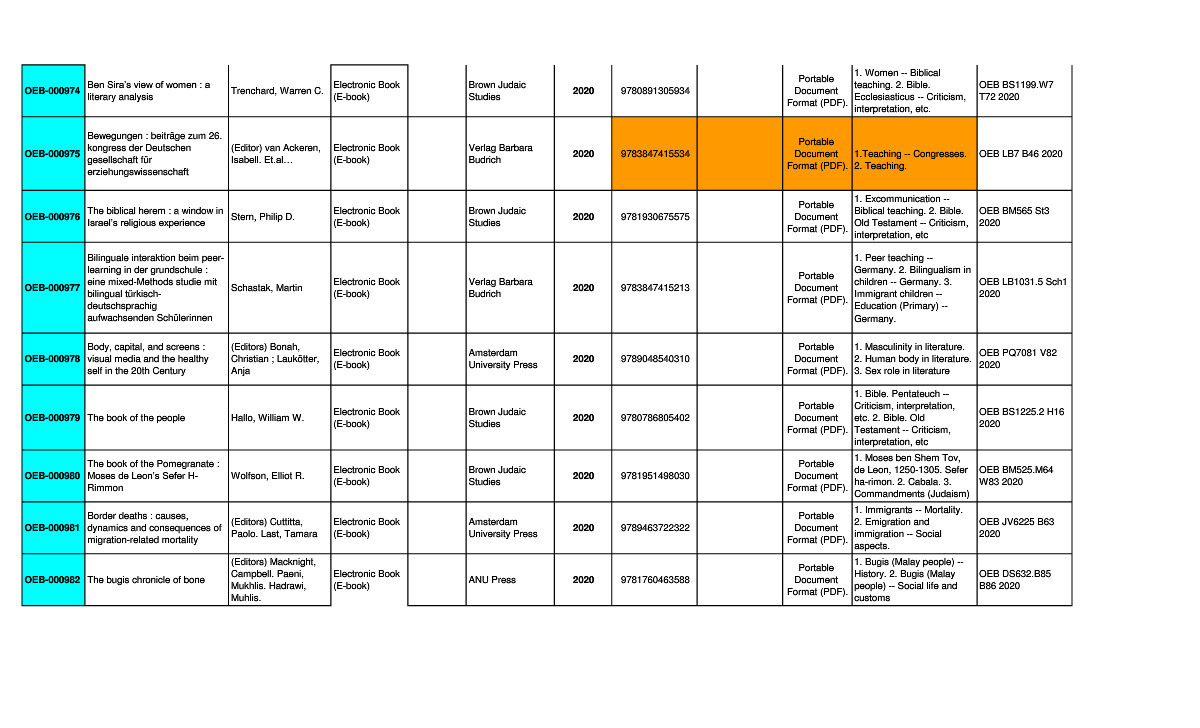 OEB-000974
Ben Sira's view of women : a
literary analysis
Trenchard, Warren C.
Electronic Book
(E-book)
Brown Judaic
Studies
2020
9780891305934
Portable
Document
Format (PDF).
1. Women -- Biblical
teaching. 2. Bible.
Ecclesiasticus -- Criticism,
interpretation, etc.
OEB BS1199.W7
T72 2020
OEB-000975
Bewegungen : beiträge zum 26.
kongress der Deutschen
gesellschaft für
erziehungswissenschaft
(Editor) van Ackeren,
Isabell. Et.al...
Electronic Book
(E-book)
Verlag Barbara
Budrich
2020
9783847415534
Portable
Document
Format (PDF).
1.Teaching -- Congresses.
2. Teaching.
OEB LB7 B46 2020
OEB-000976
The biblical herem : a window in
Israel's religious experience
Stern, Philip D.
Electronic Book
(E-book)
Brown Judaic
Studies
2020
9781930675575
Portable
Document
Format (PDF).
1. Excommunication --
Biblical teaching. 2. Bible.
Old Testament -- Criticism,
interpretation, etc
OEB BM565 St3
2020
OEB-000977
Bilinguale interaktion beim peer-
learning in der grundschule :
eine mixed-Methods studie mit
bilingual türkisch-
deutschsprachig
aufwachsenden Schülerinnen
Schastak, Martin
Electronic Book
(E-book)
Verlag Barbara
Budrich
2020
9783847415213
Portable
Document
Format (PDF).
1. Peer teaching --
Germany. 2. Bilingualism in
children -- Germany. 3.
Immigrant children --
Education (Primary) --
Germany.
OEB LB1031.5 Sch1
2020
OEB-000978
Body, capital, and screens :
visual media and the healthy
self in the 20th Century
(Editors) Bonah,
Christian ; Laukötter,
Anja
Electronic Book
(E-book)
Amsterdam
University Press
2020
9789048540310
Portable
Document
Format (PDF).
1. Masculinity in literature.
2. Human body in literature.
3. Sex role in literature
OEB PQ7081 V82
2020
OEB-000979
The book of the people
Hallo, William W.
Electronic Book
(E-book)
Brown Judaic
Studies
2020
9780786805402
Portable
Document
Format (PDF).
1. Bible. Pentateuch --
Criticism, interpretation,
etc. 2. Bible. Old
Testament -- Criticism,
interpretation, etc
OEB BS1225.2 H16
2020
OEB-000980
The book of the Pomegranate :
Moses de Leon's Sefer H-
Rimmon
Wolfson, Elliot R.
Electronic Book
(E-book)
Brown Judaic
Studies
2020
9781951498030
Portable
Document
Format (PDF).
1. Moses ben Shem Tov,
de Leon, 1250-1305. Sefer
ha-rimon. 2. Cabala. 3.
Commandments (Judaism)
OEB BM525.M64
W83 2020
OEB-000981
Border deaths : causes,
dynamics and consequences of
migration-related mortality
(Editors) Cuttitta,
Paolo. Last, Tamara
Electronic Book
(E-book)
Amsterdam
University Press
2020
9789463722322
Portable
Document
Format (PDF).
1. Immigrants -- Mortality.
2. Emigration and
immigration -- Social
aspects.
OEB JV6225 B63
2020
OEB-000982
The bugis chronicle of bone
(Editors) Macknight,
Campbell. Paeni,
Mukhlis. Hadrawi,
Muhlis.
Electronic Book
(E-book)
ANU Press
2020
9781760463588
Portable
Document
Format (PDF).
1. Bugis (Malay people) --
History. 2. Bugis (Malay
people) -- Social life and
customs
OEB DS632.B85
B86 2020